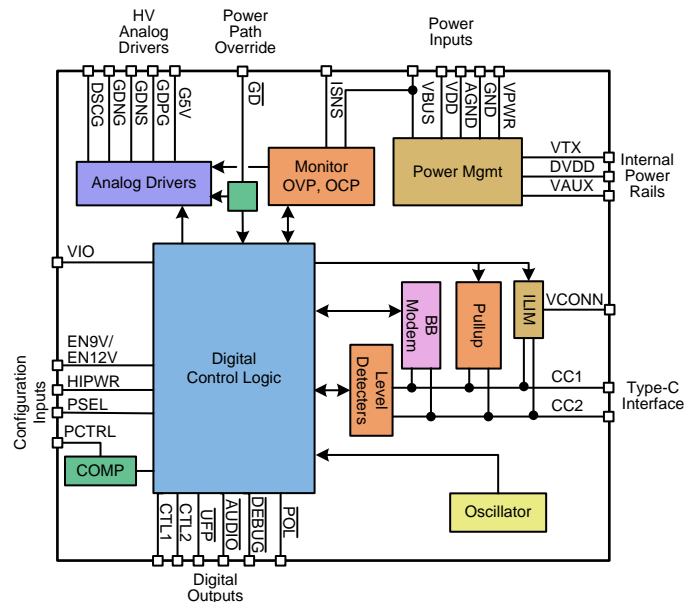 HV
Analog
Drivers
Power
Path
Override
Power
Inputs
DSCG
GDNG
GDNS
GDPG
G5V
GD
ISNS
VBUS
VDD
AGND
GND
VPWR
Analog Drivers
Monitor
OVP, OCP
Power Mgmt
VTX
DVDD
VAUX
Internal
Power
Rails
VIO
EN9V/
EN12V
HIPWR
PSEL
PCTRL
Configuration
Inputs
COMP
Digital
Control Logic
BB
Modem
Pullup
ILIM
VCONN
Level
Detecters
CC1
CC2
Type-C
Interface
Oscillator
CTL1
CTL2
UFP
AUDIO
DEBUG
POL
Digital
Outputs